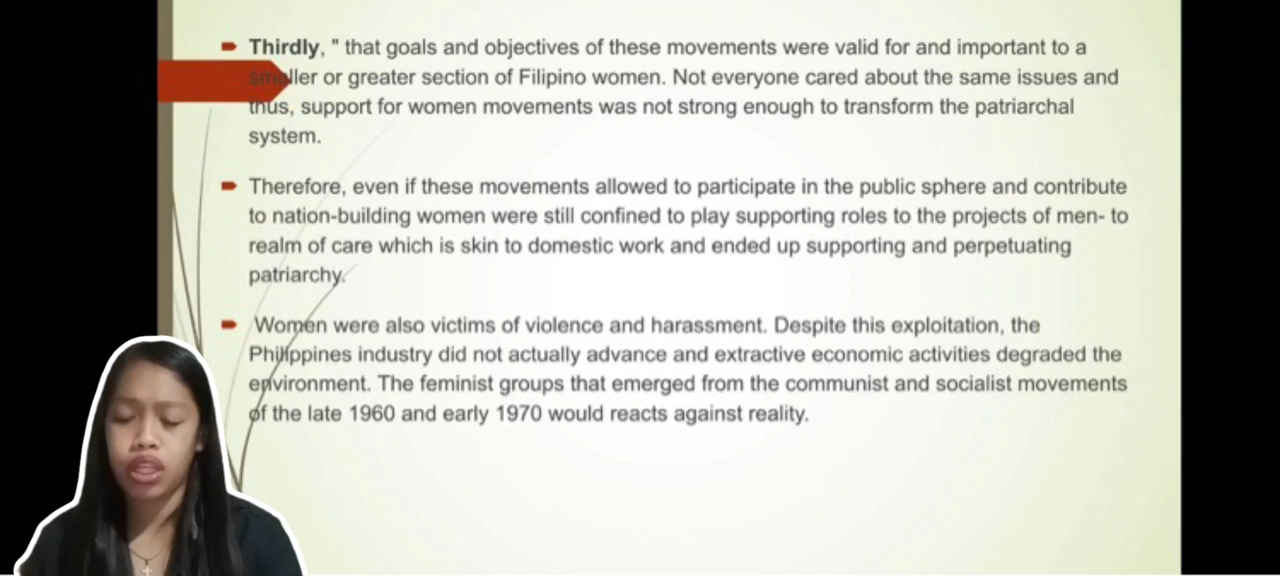 Thirdly, " that goals and objectives of these movements were valid for and important to a
smaller or greater section of Filipino women. Not everyone cared about the same issues and
thus, support for women movements was not strong enough to transform the patriarchal
system.
Therefore, even if these movements allowed to participate in the public sphere and contribute
to nation-building women were still confined to play supporting roles to the projects of men- to
realm of care which is skin to domestic work and ended up supporting and perpetuating
patriarchy.
Women were also victims of violence and harassment. Despite this exploitation, the
Philippines industry did not actually advance and extractive economic activities degraded the
environment. The feminist groups that emerged from the communist and socialist movements
of the late 1960 and early 1970 would reacts against reality.